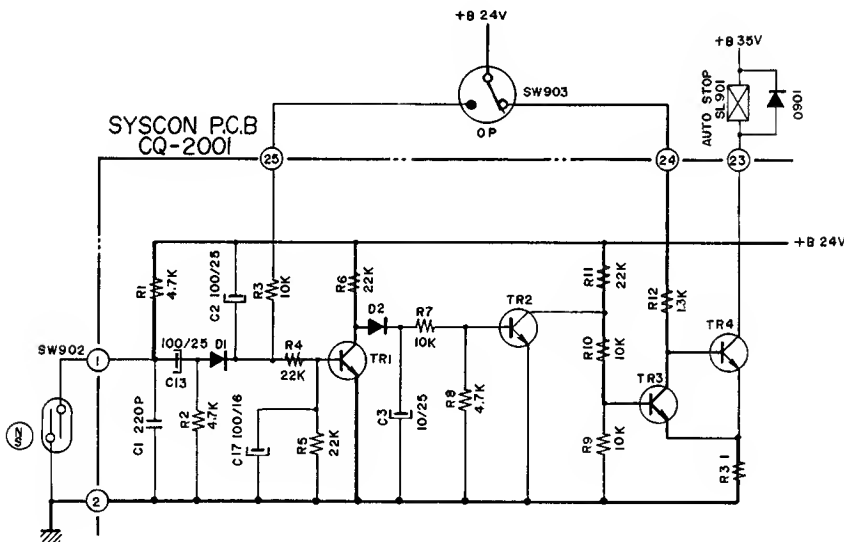 +B 24V
SW903
OP
+B 35V
AUTO STOP
SL901
0901
SYSCON P.C.B
CQ-2001
25
24
23
+B 24V
R1
4.7K
C2 100/25
R3
10K
R6
22K
R11
22K
R12
1.3K
SW902
1
100/25
C13
D1
R4
22K
TR1
D2
R7
10K
TR2
R10
10K
TR3
TR4
S2
C1 220P
R2
4.7K
C17 100/16
R5
22K
C3
10/25
R8
4.7K
R9
10K
R3 1
2